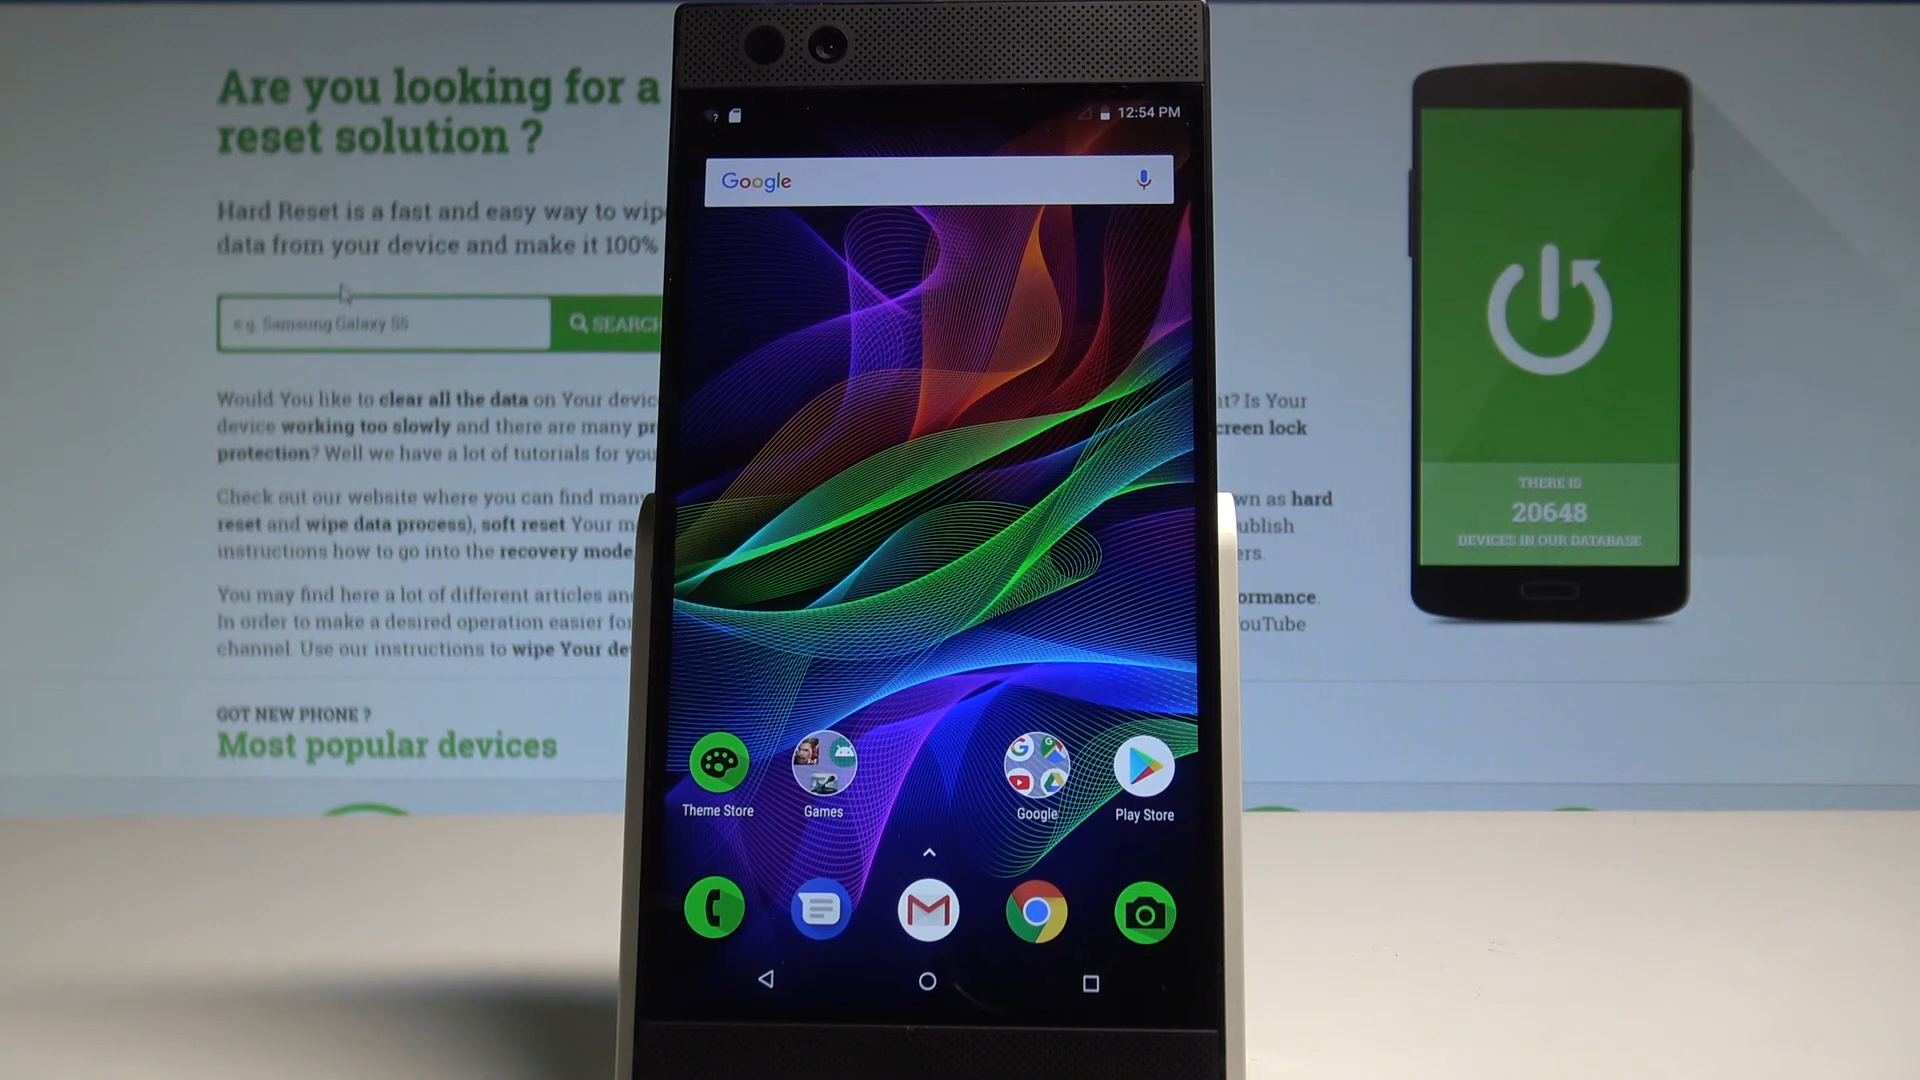 Are you looking for a
reset solution ?
Hard Reset is a fast and easy way to wip
data from your device and make it 100%
e.g. Samsung Galaxy S5
SEARCH
Would You like to clear all the data on Your devic
device working too slowly and there are many pr
protection? Well we have a lot of tutorials for you
Check out our website where you can find many
reset and wipe data process), soft reset Your m
instructions how to go into the recovery mode
You may find here a lot of different articles an
In order to make a desired operation easier for
channel. Use our instructions to wipe Your de
GOT NEW PHONE ?
Most popular devices
?
12:54 PM
Google
Theme Store
Games
Google
Play Store
nt? Is Your
creen lock
wn as hard
ublish
ers.
ormance.
ouTube
THERE IS
20648
DEVICES IN OUR DATABASE